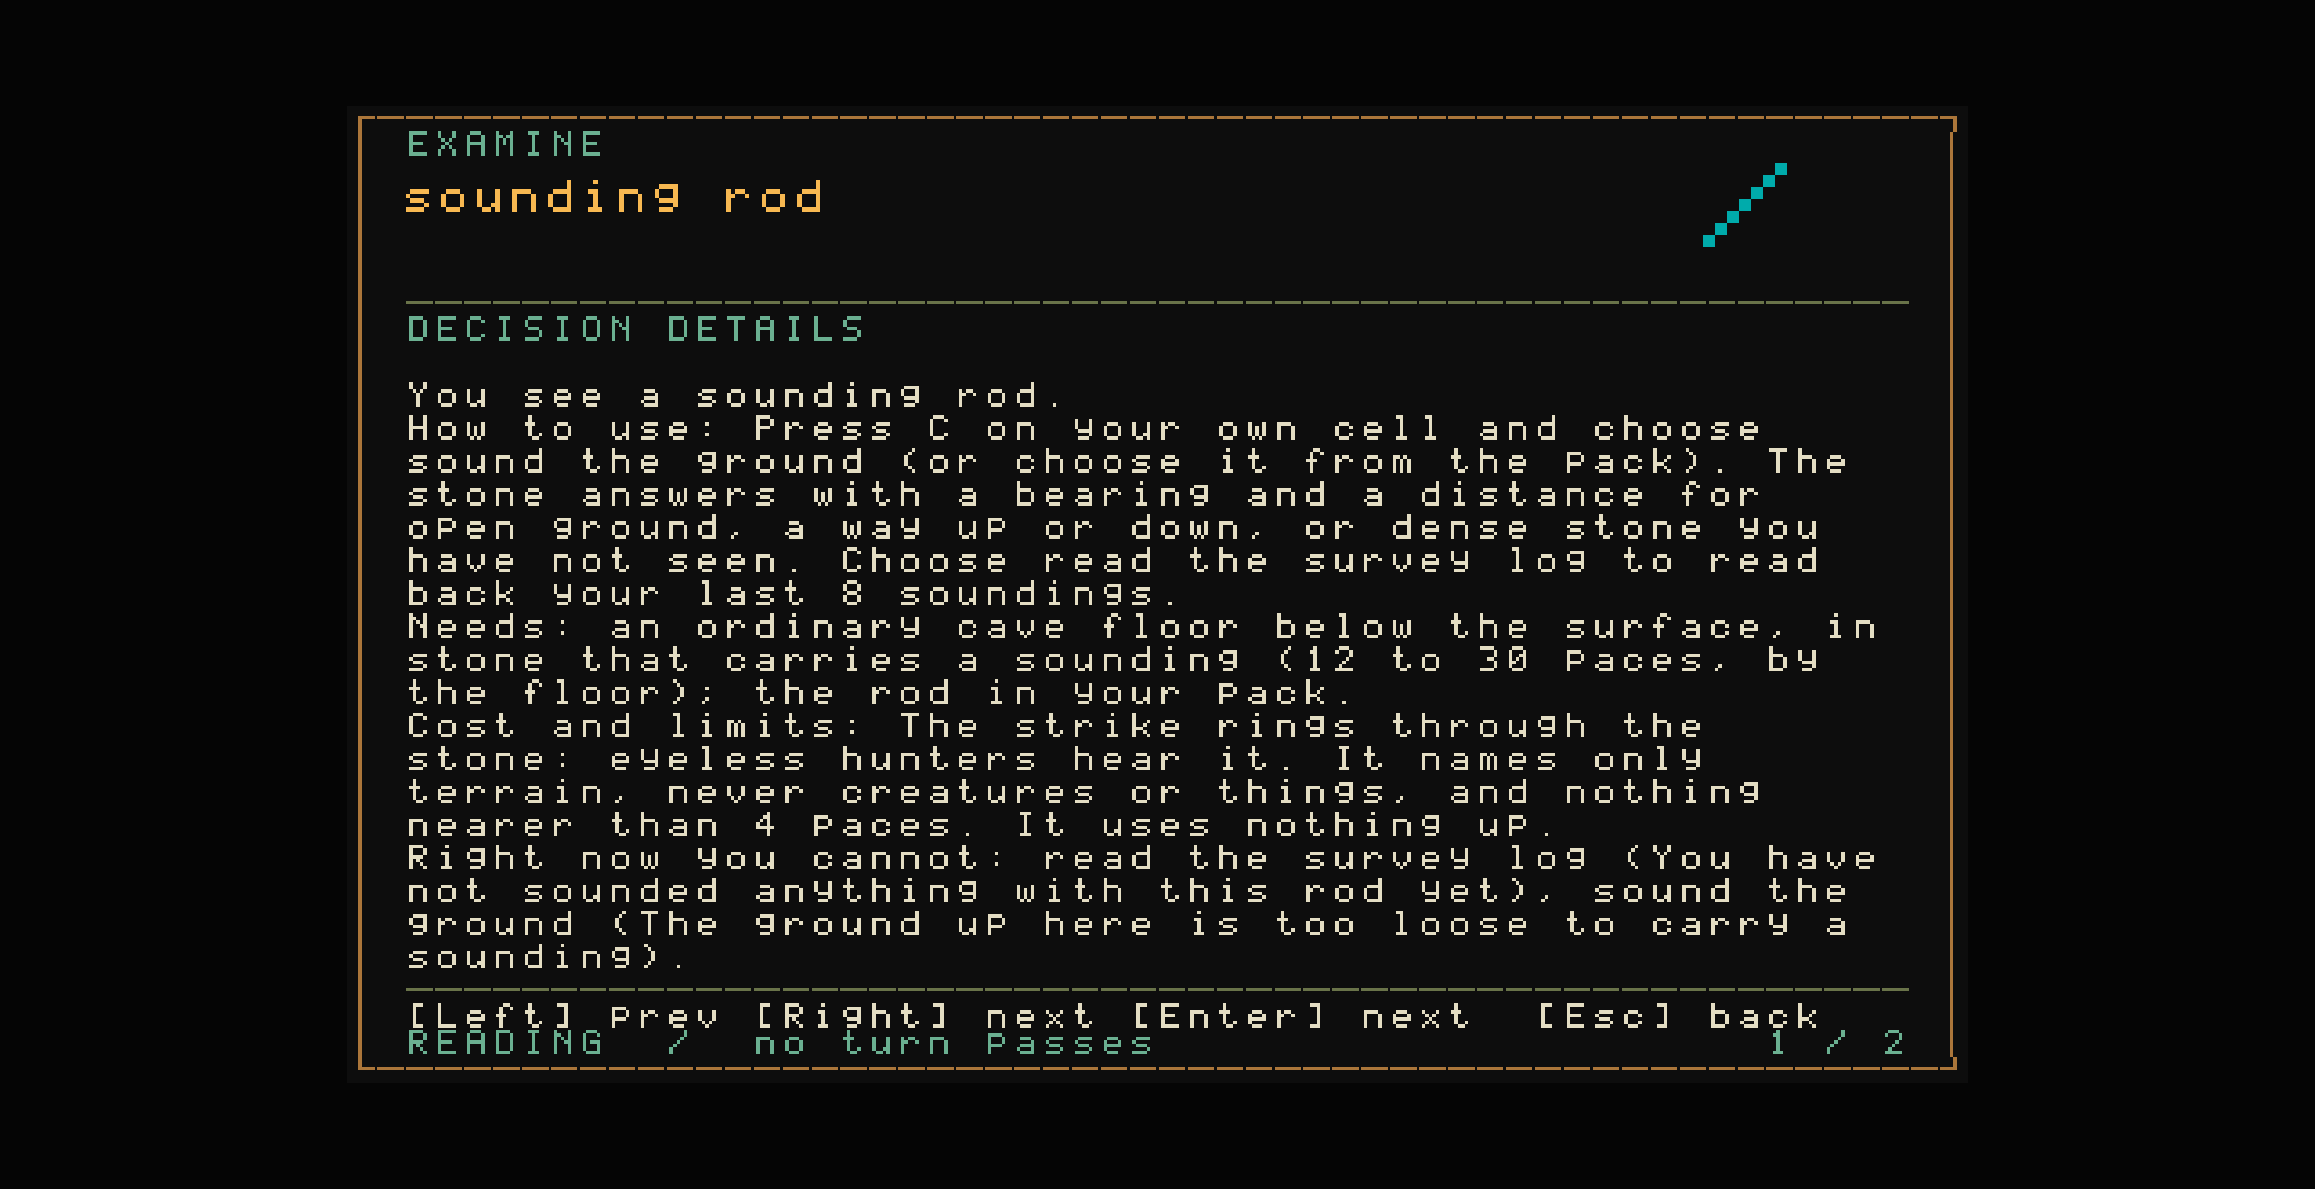 EXAMINE
sounding rod
DECISION DETAILS
You see a sounding rod.
How to use: Press C on your own cell and choose
sound the ground (or choose it from the pack). The
stone answers with a bearing and a distance for
open ground, a way up or down, or dense stone you
have not seen. Choose read the survey log to read
back your last 8 soundings.
Needs: an ordinary cave floor below the surface, in
stone that carries a sounding (12 to 30 paces, by
the floor); the rod in your pack.
Cost and limits: The strike rings through the
stone: eyeless hunters hear it. It names only
terrain, never creatures or things, and nothing
nearer than 4 paces. It uses nothing up.
Right now you cannot: read the survey log (You have
not sounded anything with this rod yet), sound the
ground (The ground up here is too loose to carry a
sounding).
[Left] prev [Right] next [Enter] next [Esc] back
READING / no turn passes 1 / 2